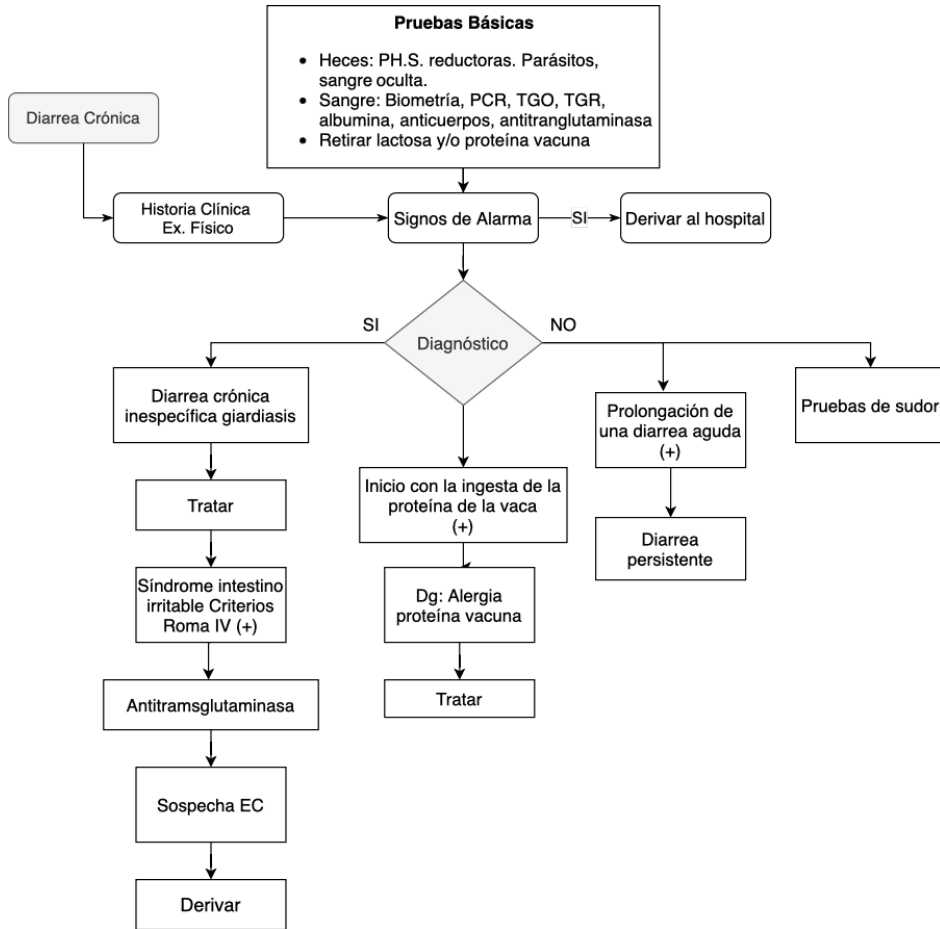 Pruebas Básicas
• Heces: PH.S. reductoras. Parásitos,
sangre oculta.
• Sangre: Biometría, PCR, TGO, TGR,
albumina, anticuerpos, antitranglutaminasa
• Retirar lactosa y/o proteína vacuna
Diarrea Crónica
Historia Clínica
Ex. Físico
Signos de Alarma
SI
Derivar al hospital
SI
Diagnóstico
NO
Diarrea crónica
inespecífica giardiasis
Tratar
Síndrome intestino
irritable Criterios
Roma IV (+)
Antitramsglutaminasa
Sospecha EC
Derivar
Inicio con la ingesta de la
proteína de la vaca
(+)
Dg: Alergia
proteína vacuna
Tratar
Prolongación de
una diarrea aguda
(+)
Diarrea
persistente
Pruebas de sudor